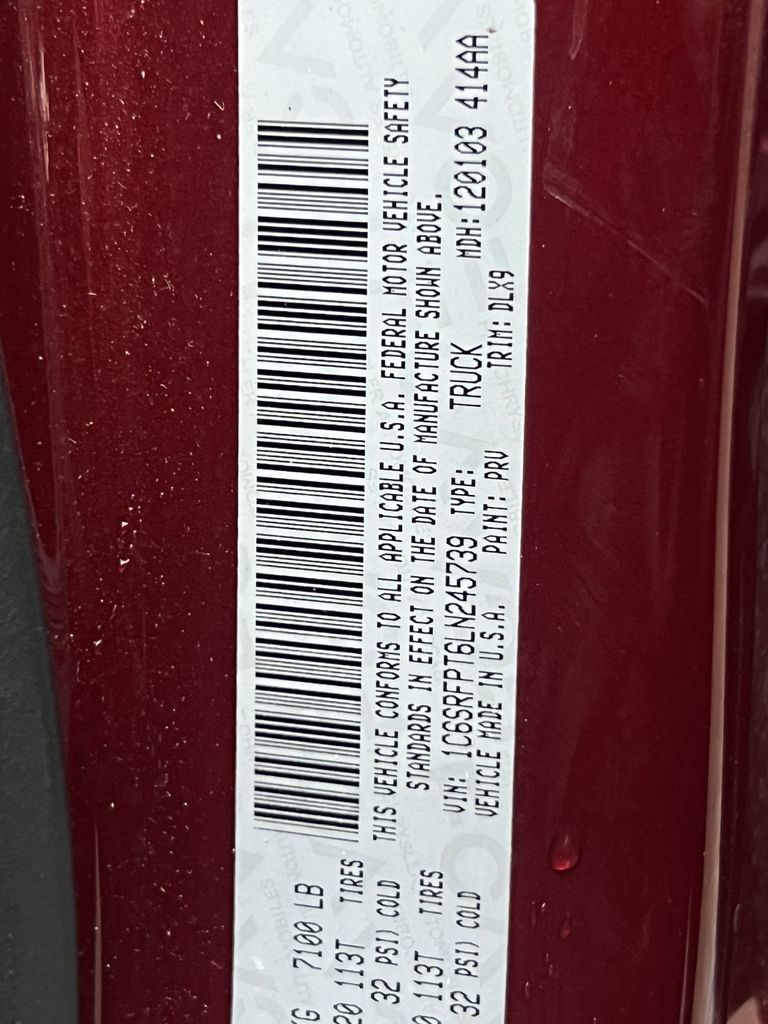 7100 LB
113T TIRES
32 PSI) COLD
113T TIRES
32 PSI) COLD
THIS VEHICLE CONFORMS TO ALL APPLICABLE U.S.A. FEDERAL MOTOR VEHICLE SAFETY
STANDARDS IN EFFECT ON THE DATE OF MANUFACTURE SHOWN ABOVE.
VIN: 1C6SRFPT6LN245739 TYPE: TRUCK MDH:120103 414AA
VEHICLE MADE IN U.S.A. PAINT: PRV TRIM: DLX9